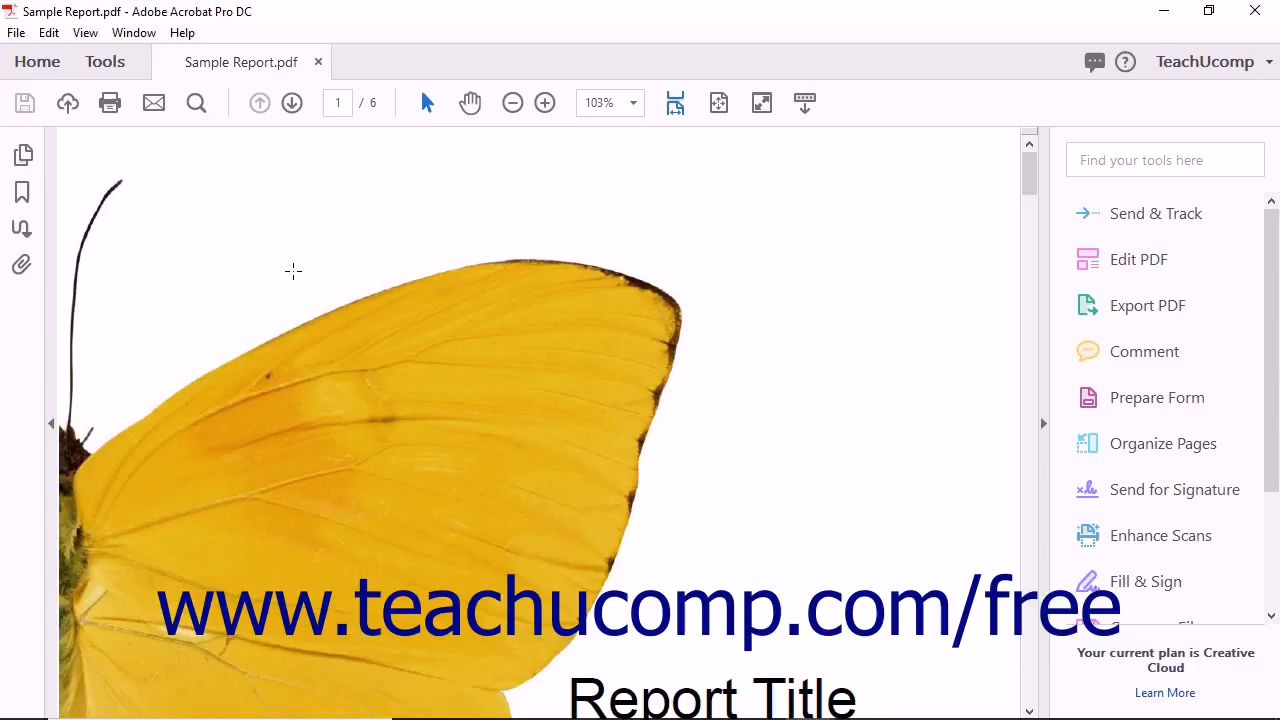 Sample Report.pdf - Adobe Acrobat Pro DC
File Edit View Window Help
Home Tools Sample Report.pdf × TeachUcomp
1 / 6 103%
Find your tools here
Send & Track
Edit PDF
Export PDF
Comment
Prepare Form
Organize Pages
Send for Signature
Enhance Scans
Fill & Sign
www.teachucomp.com/free
Your current plan is Creative
Cloud
Learn More
Report Title